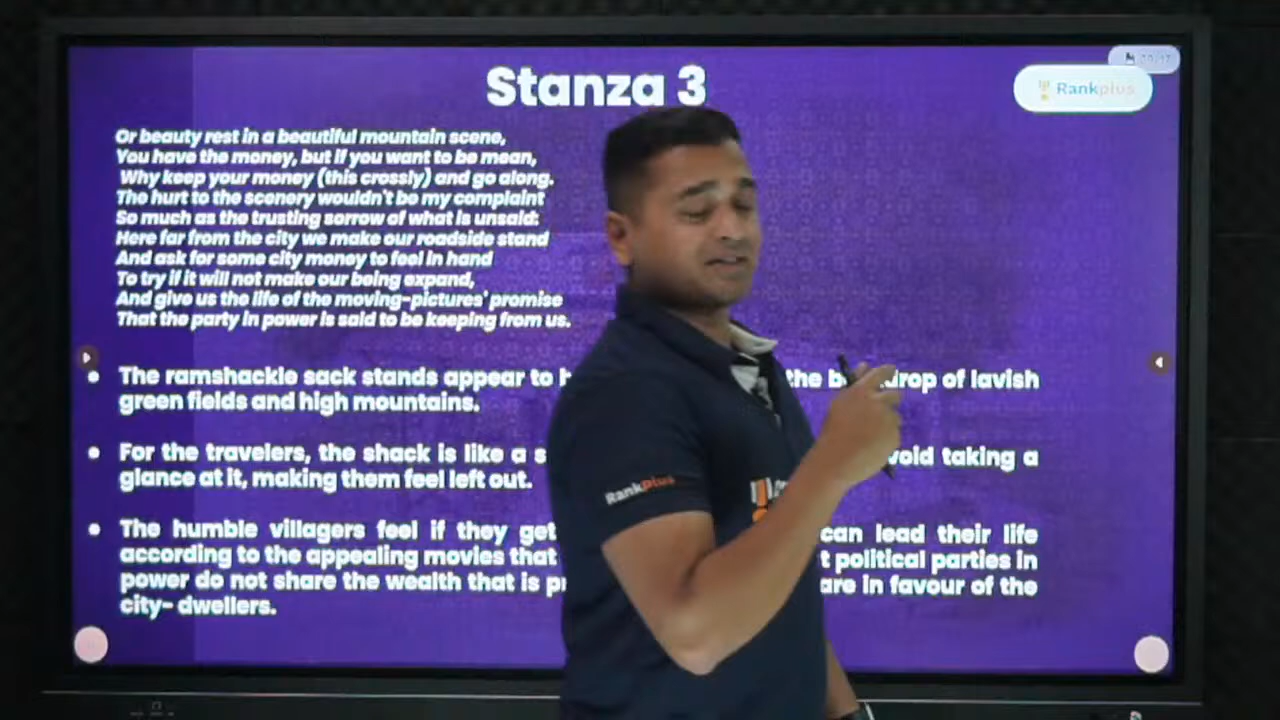 Stanza 3
Rankplus
Or beauty rest in a beautiful mountain scene,
You have the money, but if you want to be mean,
Why keep your money (this crossly) and go along.
The hurt to the scenery wouldn't be my complaint
So much as the trusting sorrow of what is unsaid:
Here far from the city we make our roadside stand
And ask for some city money to feel in hand
To try if it will not make our being expand,
And give us the life of the moving-pictures' promise
That the party in power is said to be keeping from us.
The ramshackle sack stands appear to the drop of lavish
green fields and high mountains.
For the travelers, the shack is like a taking a
glance at it, making them feel left out.
The humble villagers feel if they get can lead their life
according to the appealing movies that political parties in
power do not share the wealth that is are in favour of the
city- dwellers.
RankPlus